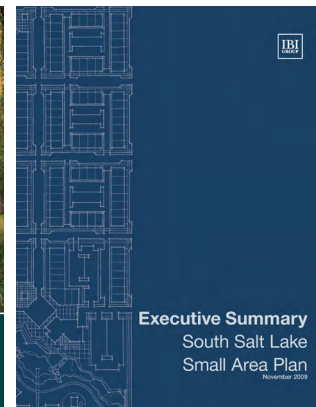 IBI
GROUP
Executive Summary
South Salt Lake
Small Area Plan
November 2009